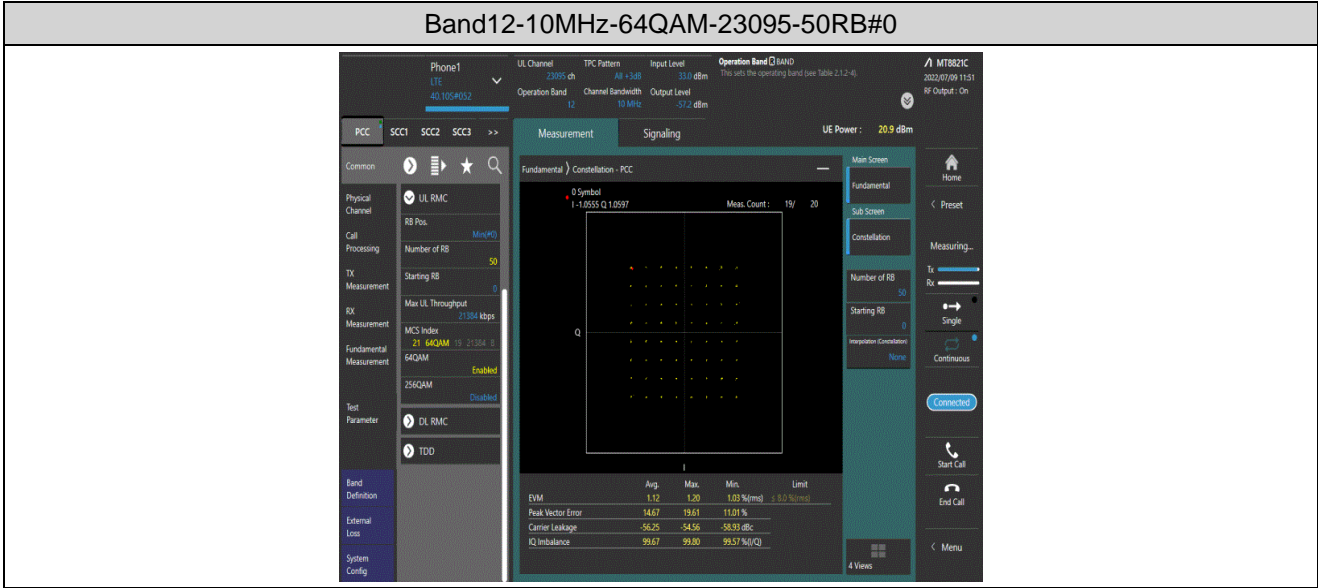 Band12-10MHz-64QAM-23095-50RB#0
Phone1
LTE
40.105#052
UL Channel
23095 ch
TPC Pattern
All +3dB
Input Level
33.0 dBm
Operation Band
12
Channel Bandwidth
10 MHz
Output Level
-57.2 dBm
Operation Band BAND
This sets the operating band (see Table 2.1.2-4).
MT8821C
2022/07/09 11:51
RF Output : On
PCC SCC1 SCC2 SCC3 >>
Measurement Signaling
UE Power : 20.9 dBm
Common
Physical
Channel
Call
Processing
TX
Measurement
RX
Measurement
Fundamental
Measurement
Test
Parameter
Band
Definition
External
Loss
System
Config
UL RMC
RB Pos.
Min(#0)
Number of RB
50
Starting RB
0
Max UL Throughput
21384 kbps
MCS Index
21 64QAM 19 21384 8
64QAM
Enabled
256QAM
Disabled
DL RMC
TDD
Fundamental Constellation - PCC
0 Symbol
I -1.0555 Q 1.0597
Meas. Count : 19/ 20
Q
I
Avg. Max. Min. Limit
EVM 1.12 1.20 1.03 %(rms) ≤ 8.0 %(rms)
Peak Vector Error 14.67 19.61 11.01 %
Carrier Leakage -56.25 -54.56 -58.93 dBc
IQ Imbalance 99.67 99.80 99.57 %(I/Q)
Main Screen
Fundamental
Sub Screen
Constellation
Number of RB
50
Starting RB
0
Interpolation (Constellation)
None
4 Views
Home
< Preset
Measuring...
Tx
Rx
Single
Continuous
Connected
Start Call
End Call
< Menu